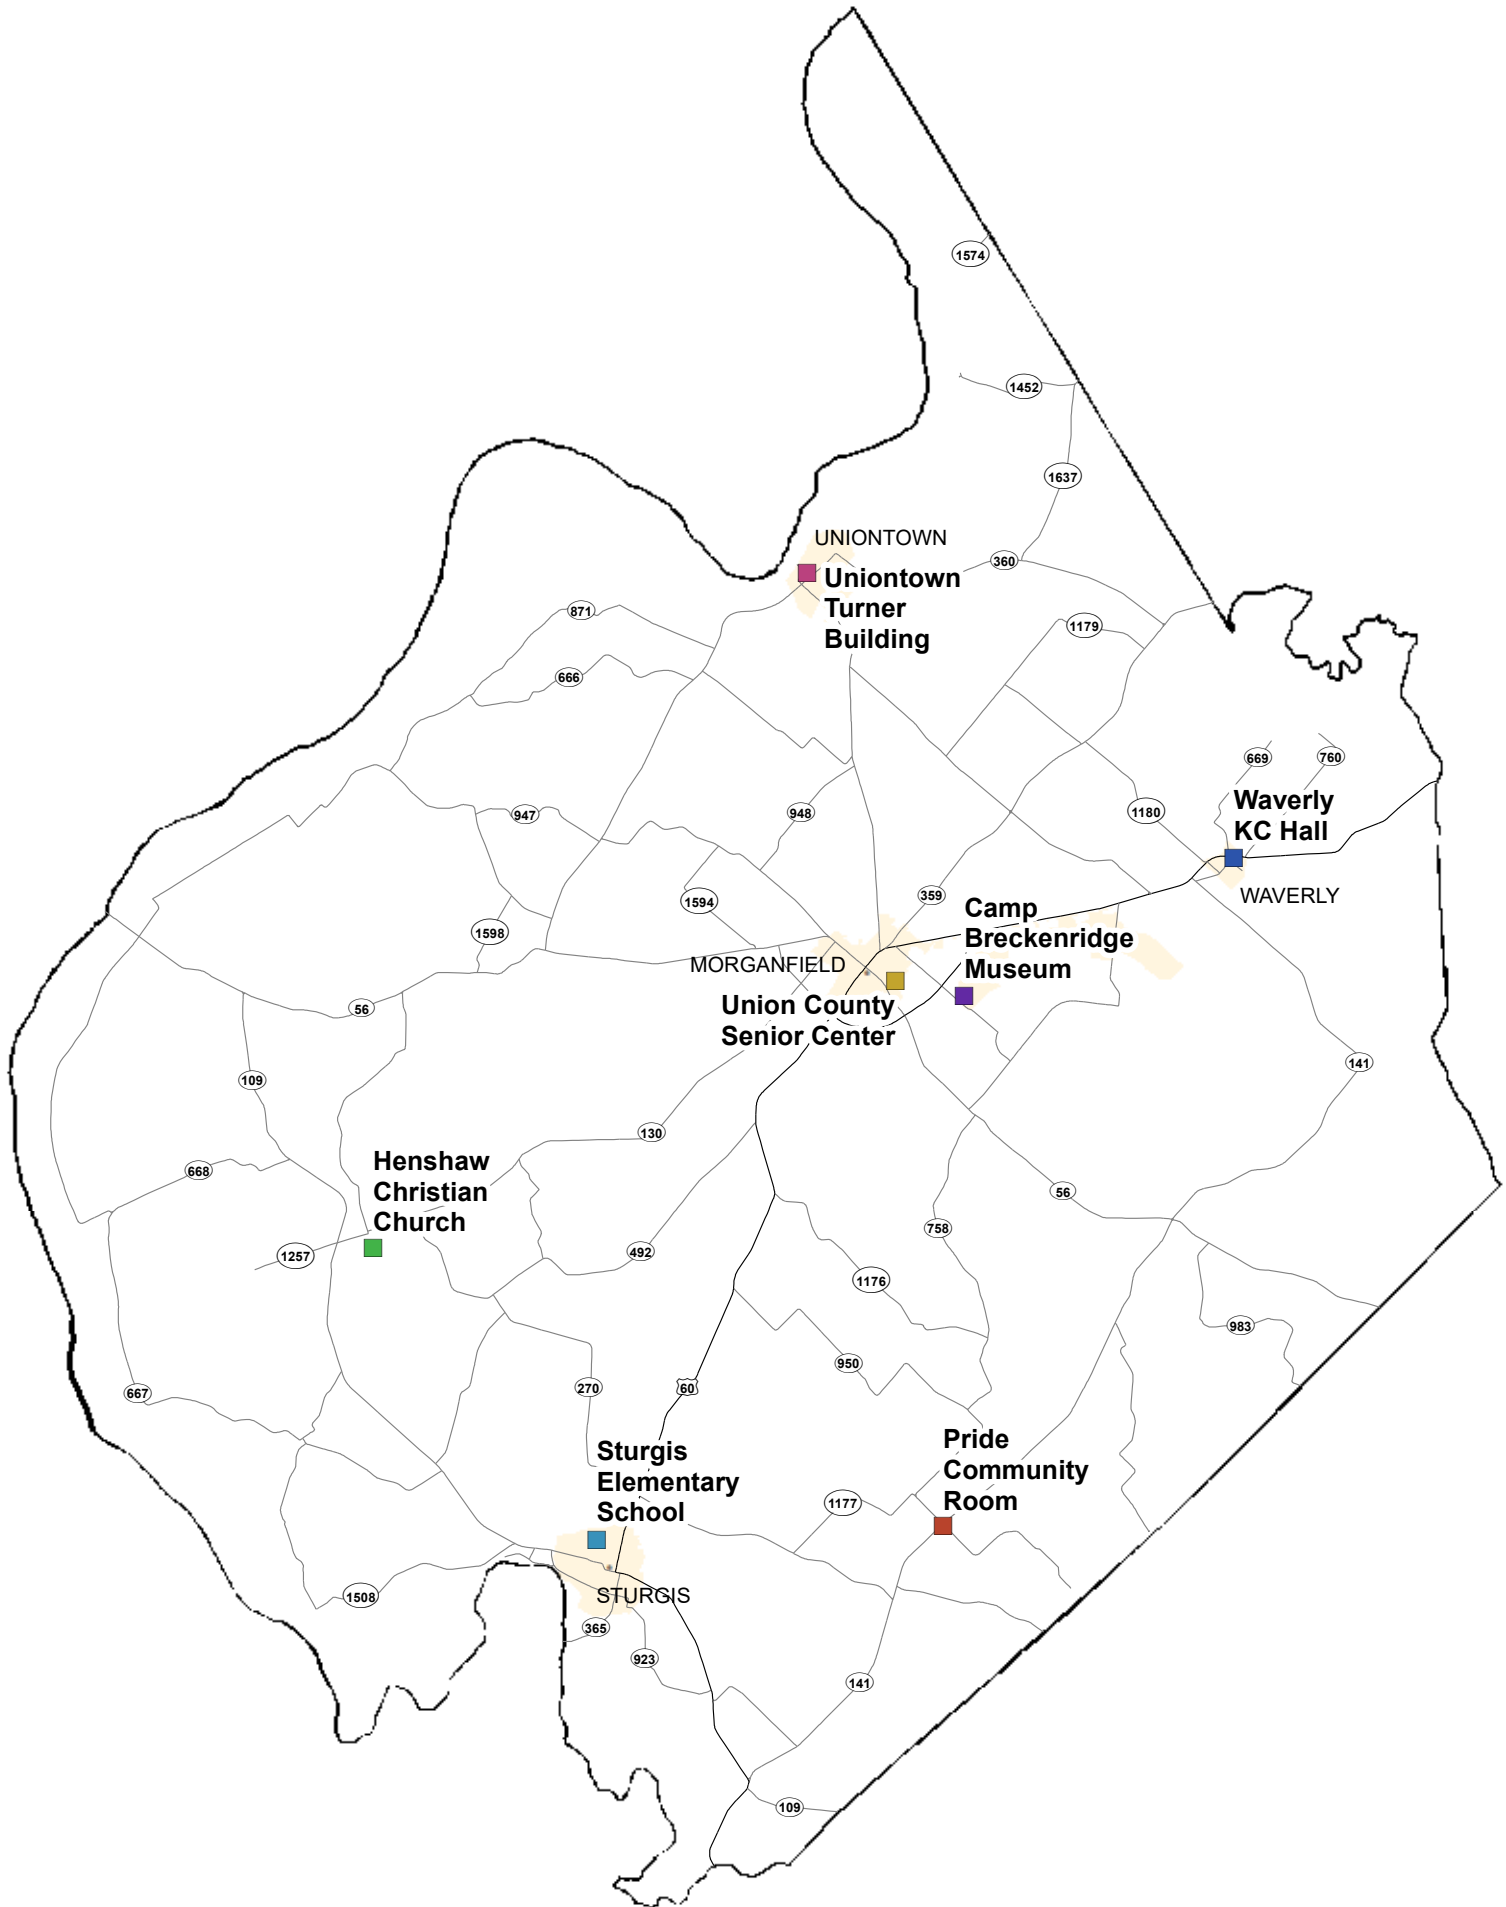 1574
1452
1637
UNIONTOWN
360
Uniontown
Turner
Building
871
1179
666
669
760
Waverly
KC Hall
947
948
1180
WAVERLY
1594
359
Camp
Breckenridge
Museum
1598
MORGANFIELD
Union County
Senior Center
56
141
109
130
Henshaw
Christian
Church
668
56
758
1257
492
1176
983
950
667
270
60
Sturgis
Elementary
School
Pride
Community
Room
1177
1508
STURGIS
365
923
141
109